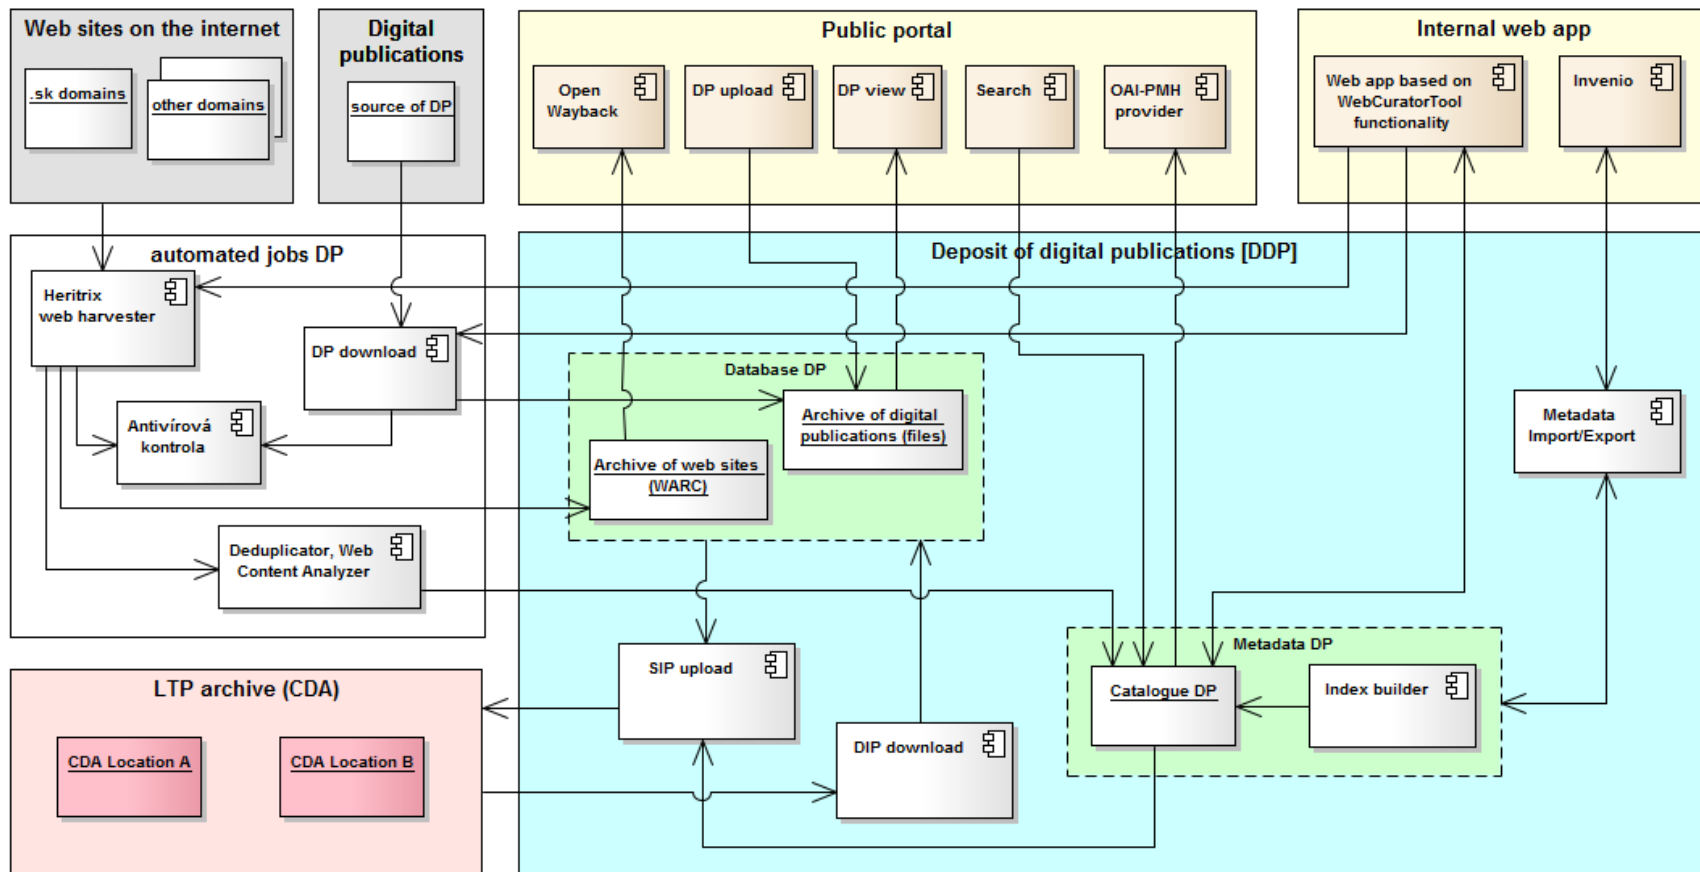 Web sites on the internet
.sk domains
other domains
Digital
publications
source of DP
Public portal
Open
Wayback
DP upload
DP view
Search
OAI-PMH
provider
Internal web app
Web app based on
WebCuratorTool
functionality
Invenio
automated jobs DP
Heritrix
web harvester
DP download
Antivírová
kontrola
Deduplicator, Web
Content Analyzer
Deposit of digital publications [DDP]
Database DP
Archive of digital
publications (files)
Archive of web sites
(WARC)
Metadata
Import/Export
SIP upload
DIP download
Metadata DP
Catalogue DP
Index builder
LTP archive (CDA)
CDA Location A
CDA Location B